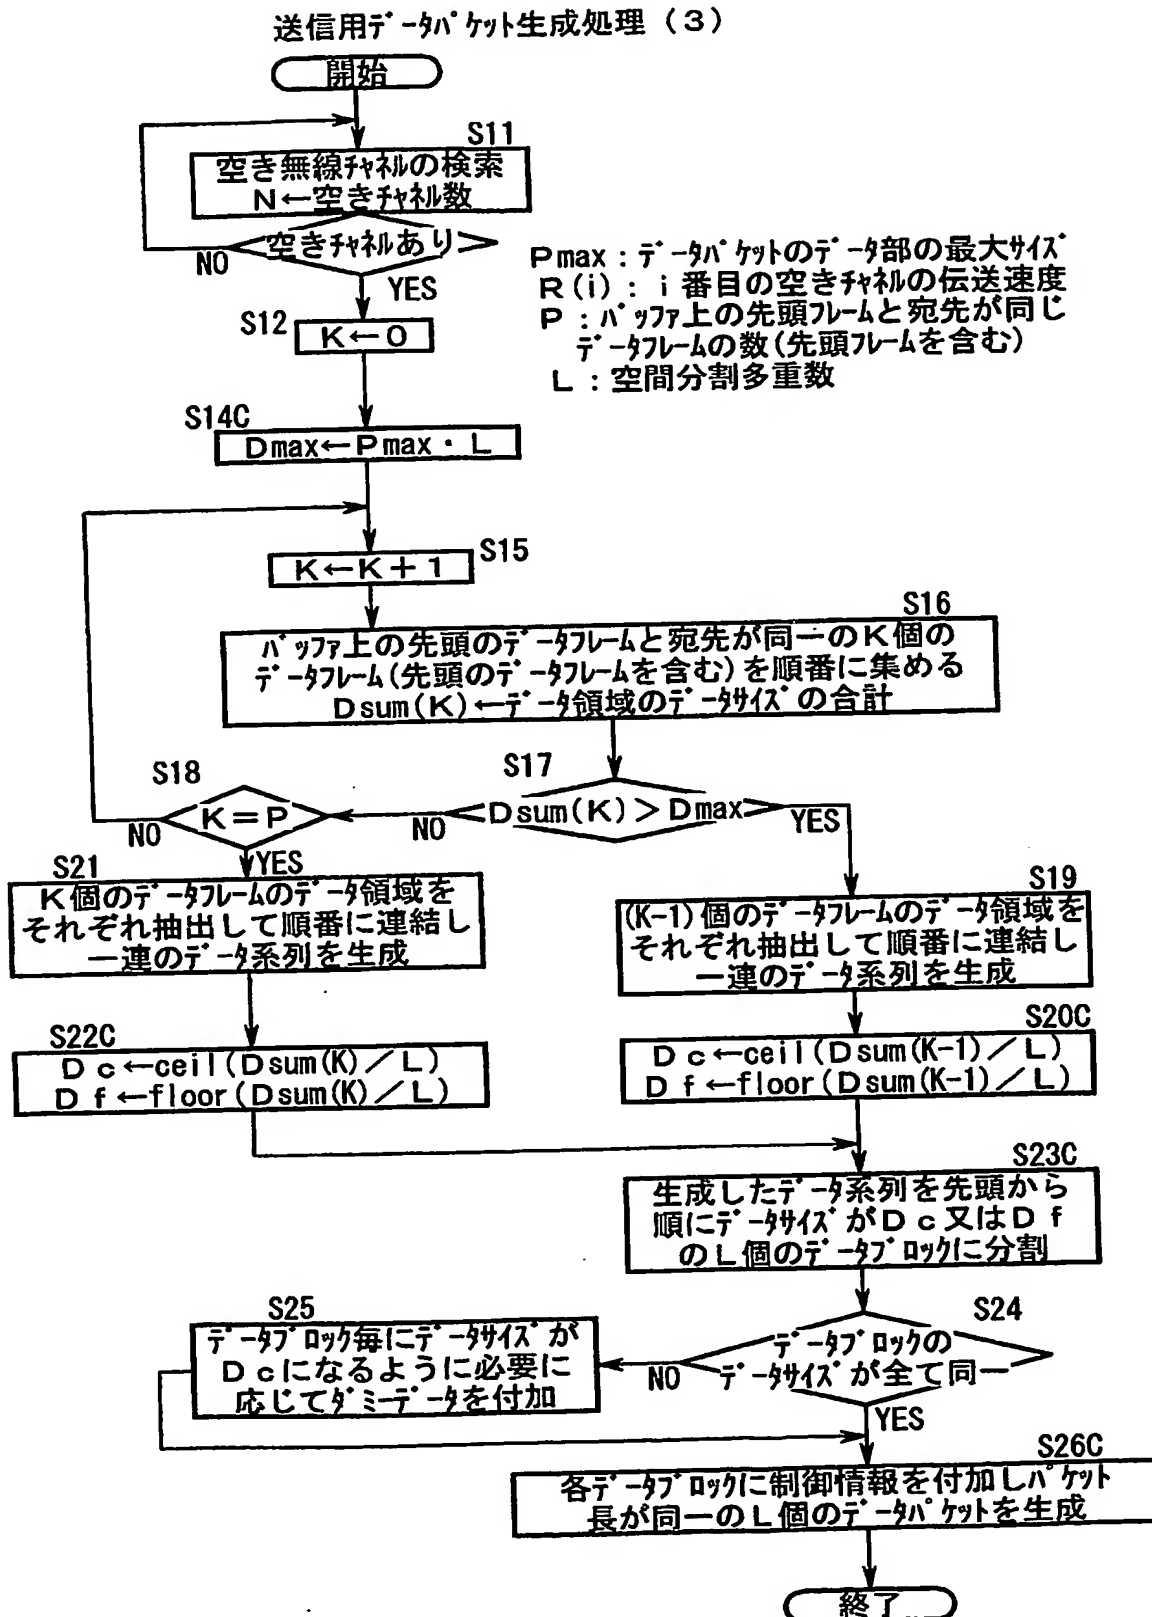 送信用ﾃﾞｰﾀﾊﾟｹｯﾄ生成処理（３）
開始
S11
空き無線ﾁｬﾈﾙの検索
Ｎ←空きﾁｬﾈﾙ数
空きﾁｬﾈﾙあり
NO
YES
Ｐmax：ﾃﾞｰﾀﾊﾟｹｯﾄのﾃﾞｰﾀ部の最大ｻｲｽﾞ
Ｒ(i)：ｉ番目の空きﾁｬﾈﾙの伝送速度
Ｐ：ﾊﾞｯﾌｧ上の先頭ﾌﾚｰﾑと宛先が同じ
ﾃﾞｰﾀﾌﾚｰﾑの数(先頭ﾌﾚｰﾑを含む)
Ｌ：空間分割多重数
S12
Ｋ←０
S14C
Ｄmax←Ｐmax・Ｌ
S15
Ｋ←Ｋ＋１
S16
ﾊﾞｯﾌｧ上の先頭のﾃﾞｰﾀﾌﾚｰﾑと宛先が同一のＫ個の
ﾃﾞｰﾀﾌﾚｰﾑ(先頭のﾃﾞｰﾀﾌﾚｰﾑを含む)を順番に集める
Ｄsum(Ｋ)←ﾃﾞｰﾀ領域のﾃﾞｰﾀｻｲｽﾞの合計
S18
S17
Ｋ＝Ｐ
Ｄsum(Ｋ)＞Ｄmax
NO
NO
YES
YES
S21
Ｋ個のﾃﾞｰﾀﾌﾚｰﾑのﾃﾞｰﾀ領域を
それぞれ抽出して順番に連結し
一連のﾃﾞｰﾀ系列を生成
S19
(K-1)個のﾃﾞｰﾀﾌﾚｰﾑのﾃﾞｰﾀ領域を
それぞれ抽出して順番に連結し
一連のﾃﾞｰﾀ系列を生成
S22C
Ｄｃ←ceil(Ｄsum(K)／Ｌ)
Ｄｆ←floor(Ｄsum(K)／Ｌ)
S20C
Ｄｃ←ceil(Ｄsum(K-1)／Ｌ)
Ｄｆ←floor(Ｄsum(K-1)／Ｌ)
S23C
生成したﾃﾞｰﾀ系列を先頭から
順にﾃﾞｰﾀｻｲｽﾞがＤｃ又はＤｆ
のＬ個のﾃﾞｰﾀﾌﾞﾛｯｸに分割
S24
ﾃﾞｰﾀﾌﾞﾛｯｸの
ﾃﾞｰﾀｻｲｽﾞが全て同一
NO
YES
S25
ﾃﾞｰﾀﾌﾞﾛｯｸ毎にﾃﾞｰﾀｻｲｽﾞが
Ｄｃになるように必要に
応じてﾀﾞﾐｰﾃﾞｰﾀを付加
S26C
各ﾃﾞｰﾀﾌﾞﾛｯｸに制御情報を付加しﾊﾟｹｯﾄ
長が同一のＬ個のﾃﾞｰﾀﾊﾟｹｯﾄを生成
終了